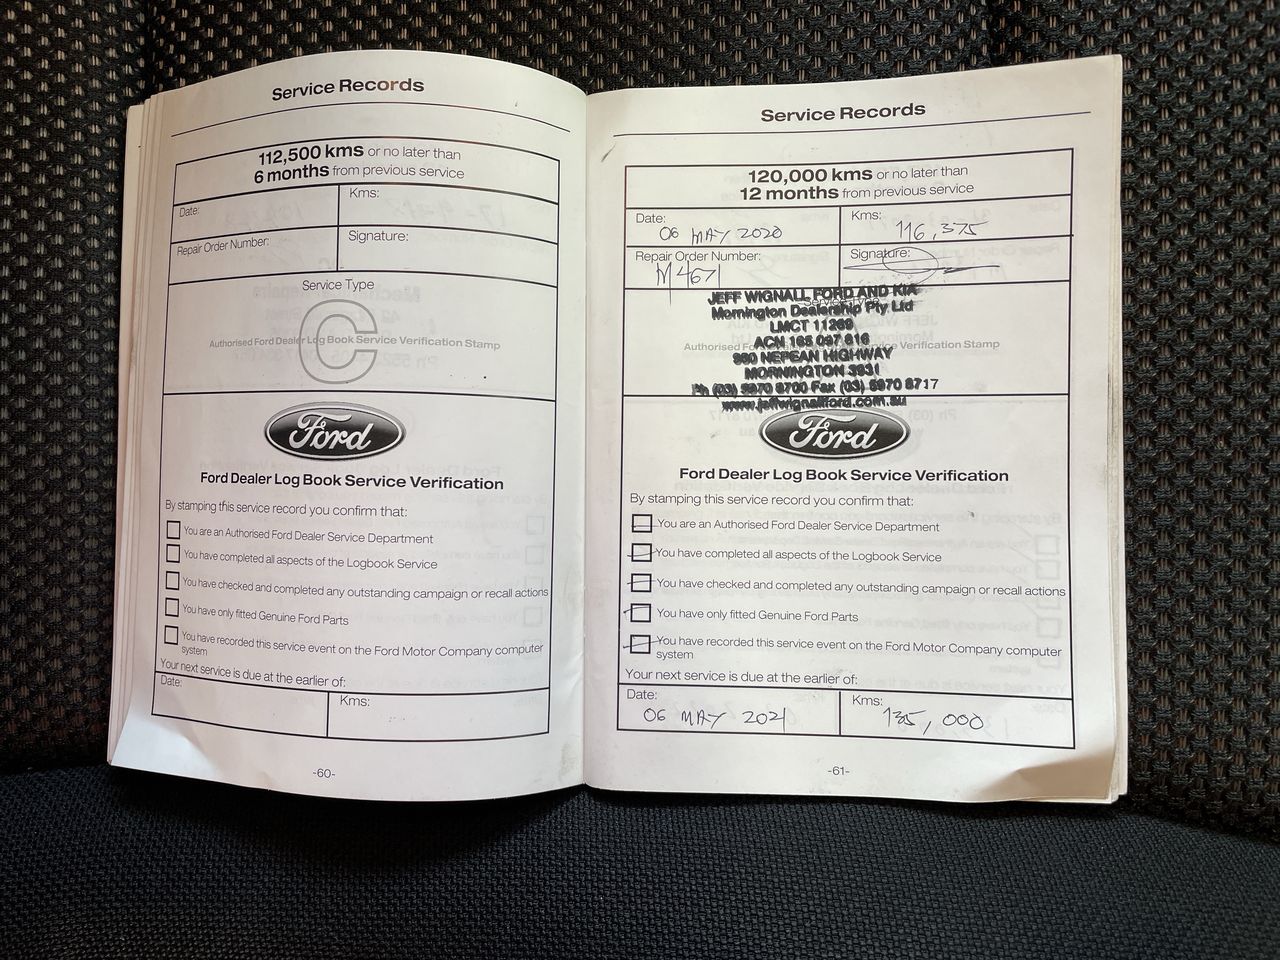 Service Records
112,500 kms or no later than
6 months from previous service
Date:
Kms:
Repair Order Number:
Signature:
Service Type
C
Authorised Ford Dealer Log Book Service Verification Stamp
Ford
Ford Dealer Log Book Service Verification
By stamping this service record you confirm that:
You are an Authorised Ford Dealer Service Department
You have completed all aspects of the Logbook Service
You have checked and completed any outstanding campaign or recall actions
You have only fitted Genuine Ford Parts
You have recorded this service event on the Ford Motor Company computer
system
Your next service is due at the earlier of:
Date:
Kms:
-60-
Service Records
120,000 kms or no later than
12 months from previous service
Date:
06 MAY 2020
Kms:
116,375
Repair Order Number:
M4671
Signature:
JEFF WIGNALL FORD AND KIA
Mornington Dealership Pty Ltd
LMCT 11269
ACN 165 097 816
Authorised Ford Dealer Log Book Service Verification Stamp
NEPEAN HIGHWAY
MORNINGTON 3931
Ph (03) 5970 8700 Fax (03) 5970 8717
www.jeffwignallford.com.au
Ford
Ford Dealer Log Book Service Verification
By stamping this service record you confirm that:
You are an Authorised Ford Dealer Service Department
You have completed all aspects of the Logbook Service
You have checked and completed any outstanding campaign or recall actions
You have only fitted Genuine Ford Parts
You have recorded this service event on the Ford Motor Company computer
system
Your next service is due at the earlier of:
Date:
06 MAY 2021
Kms:
135,000
-61-